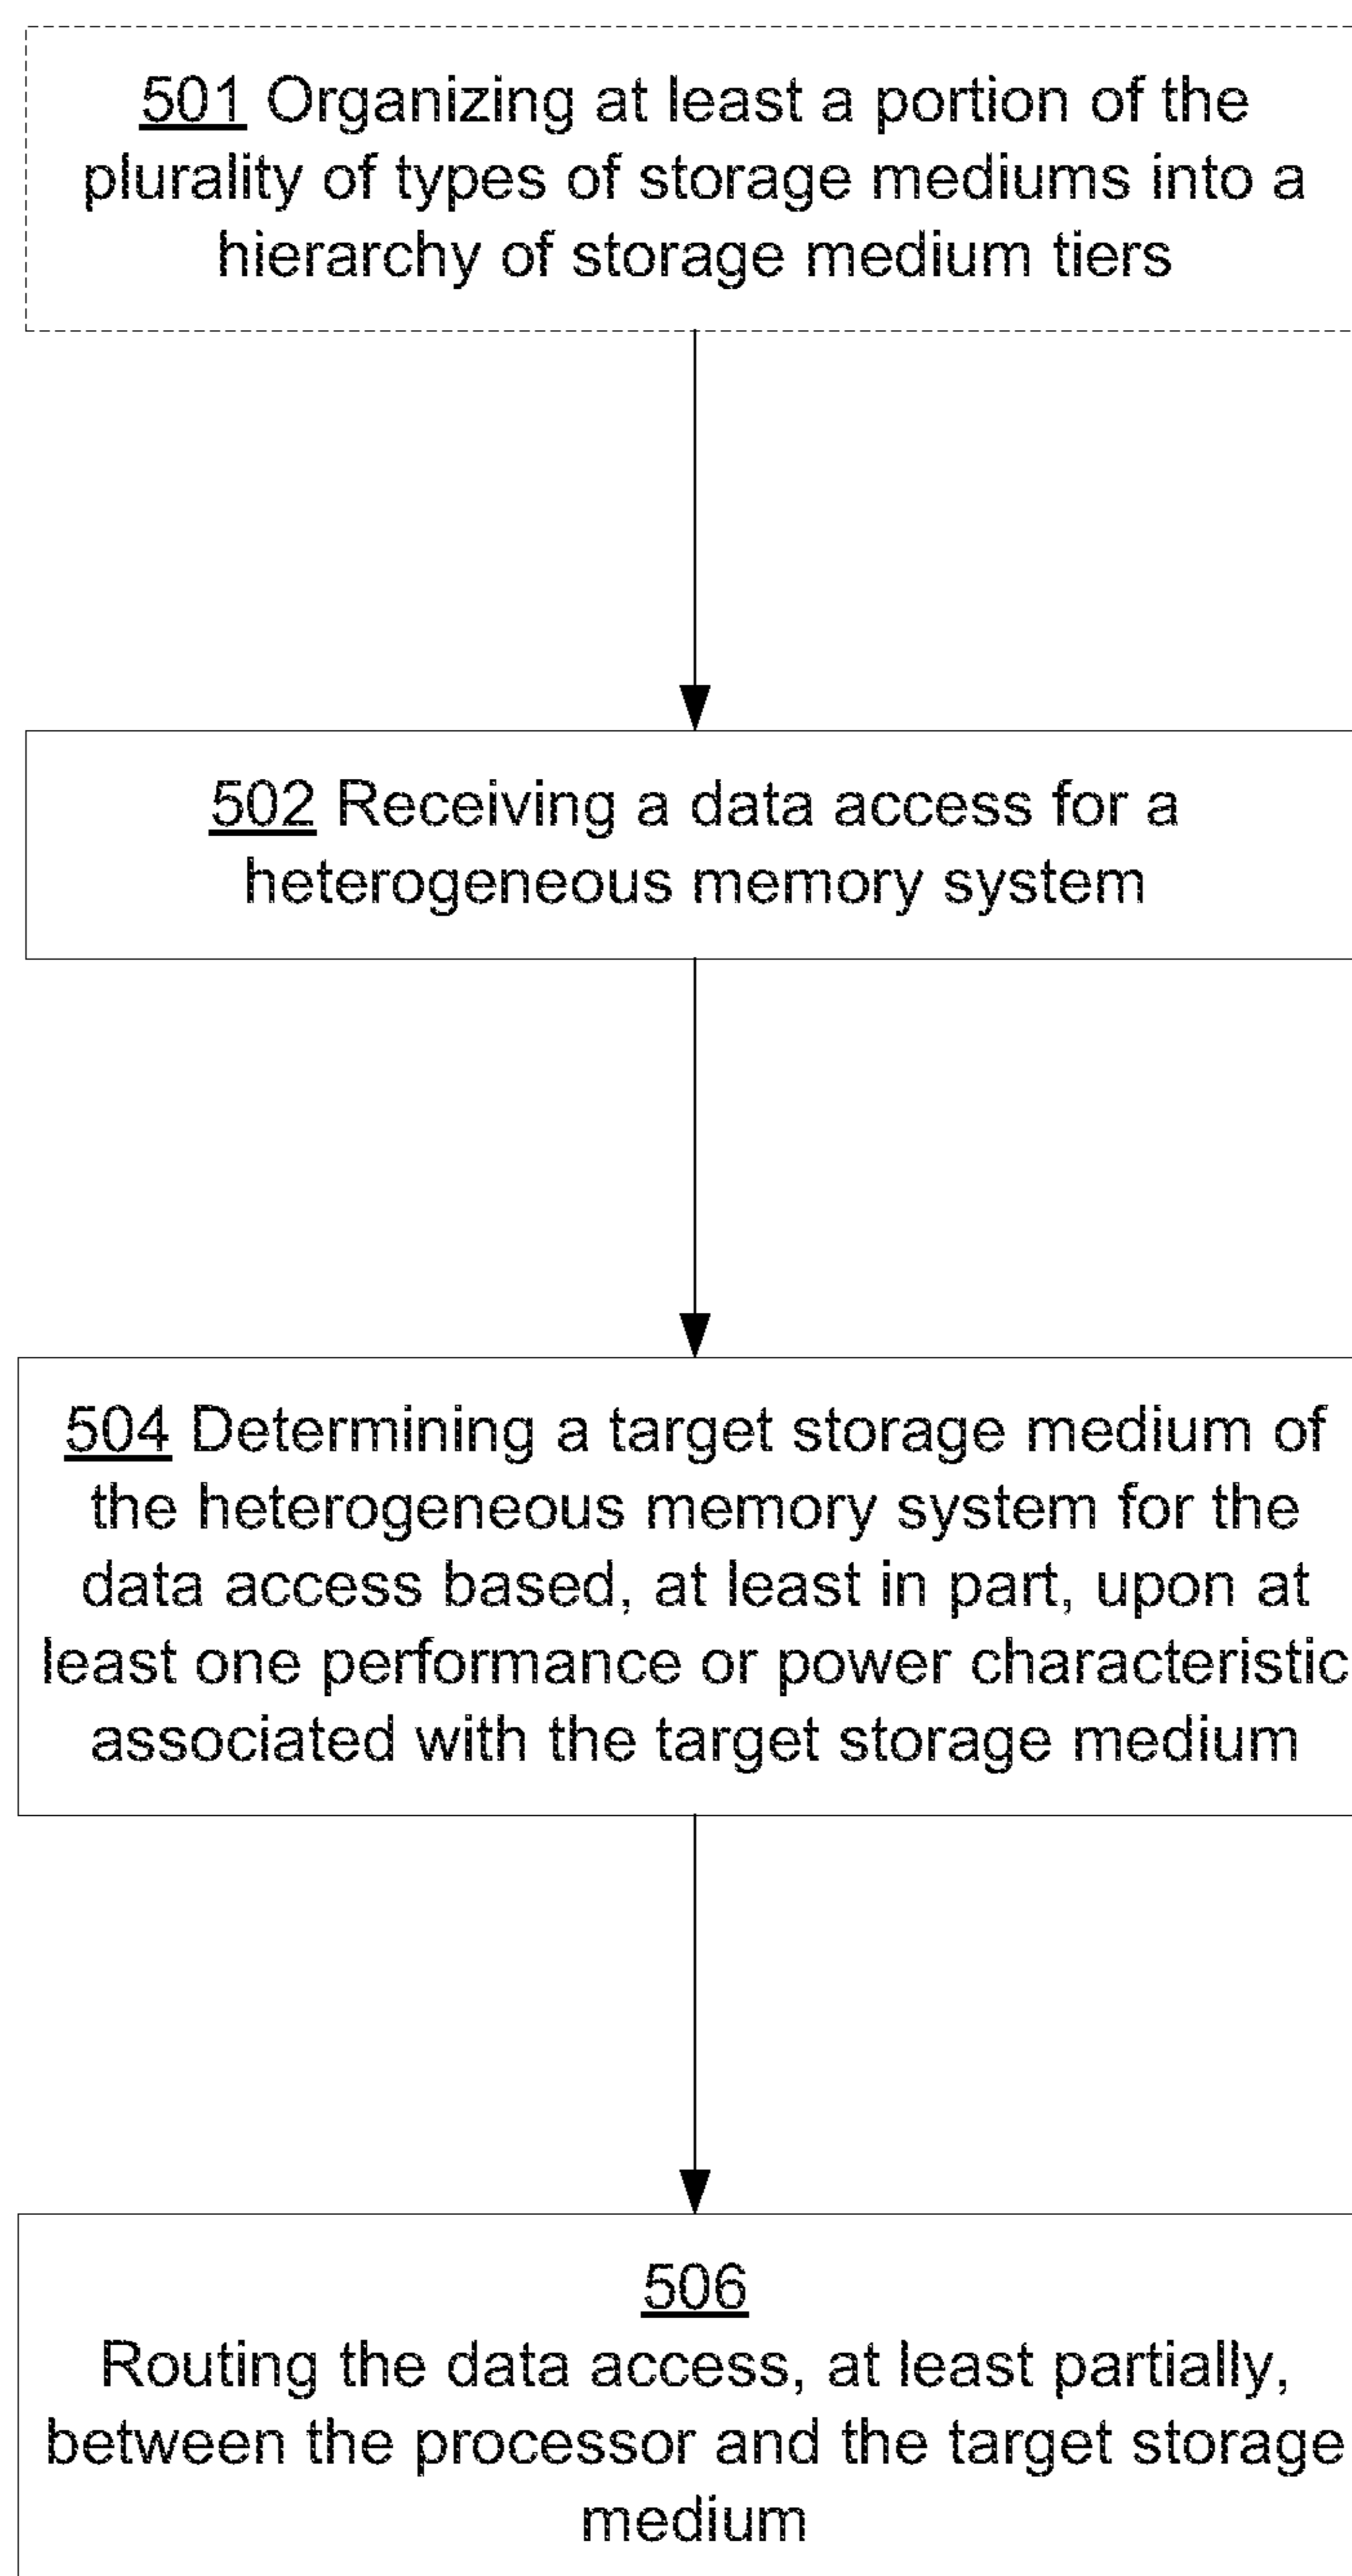 501 Organizing at least a portion of the
plurality of types of storage mediums into a
hierarchy of storage medium tiers
502 Receiving a data access for a
heterogeneous memory system
504 Determining a target storage medium of
the heterogeneous memory system for the
data access based, at least in part, upon at
least one performance or power characteristic
associated with the target storage medium
506
Routing the data access, at least partially,
between the processor and the target storage
medium